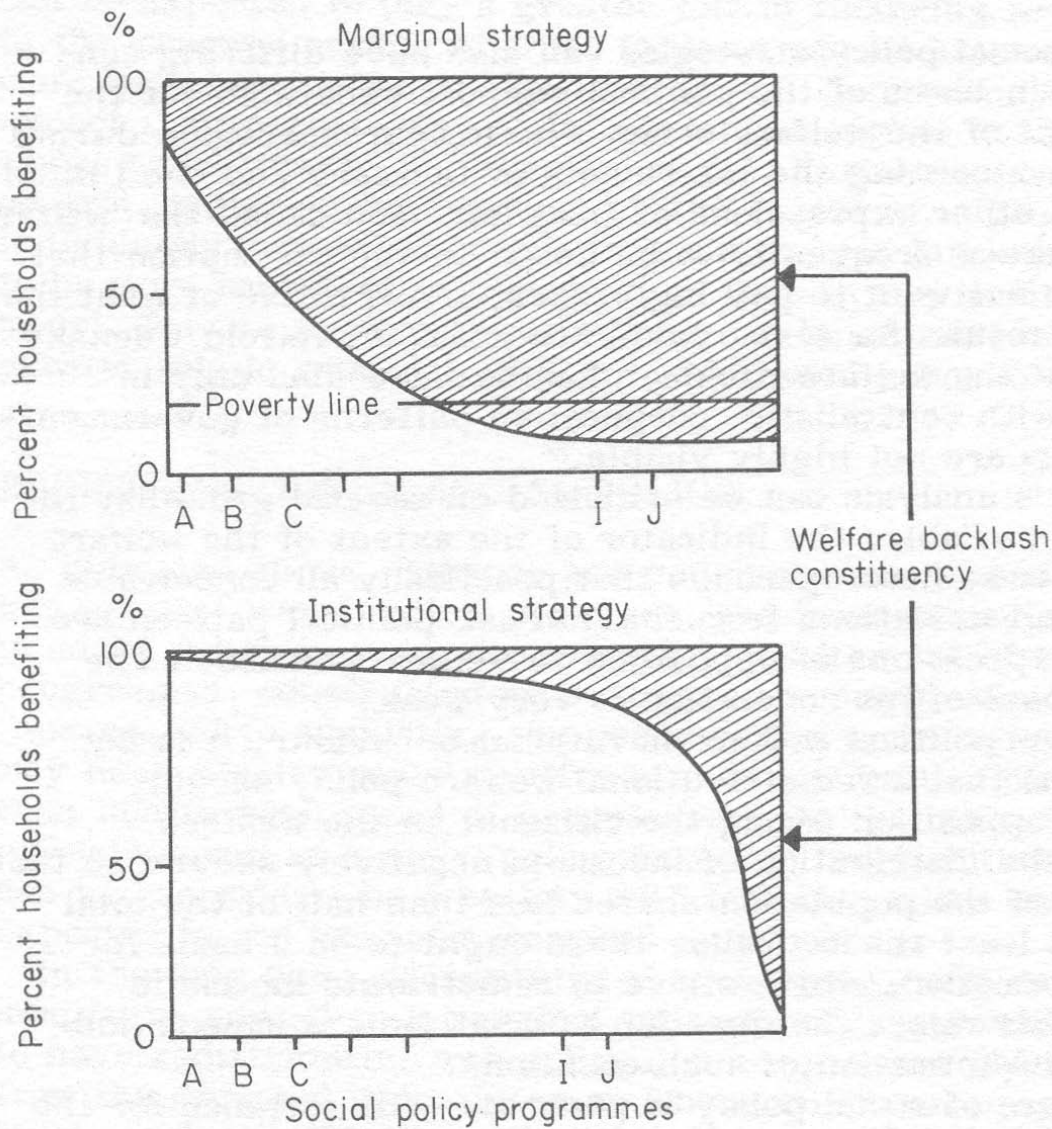 %
Marginal strategy
100
50
0
Percent households benefiting
Poverty line
A B C I J
Welfare backlash
constituency
%
Institutional strategy
100
50
0
Percent households benefiting
A B C I J
Social policy programmes